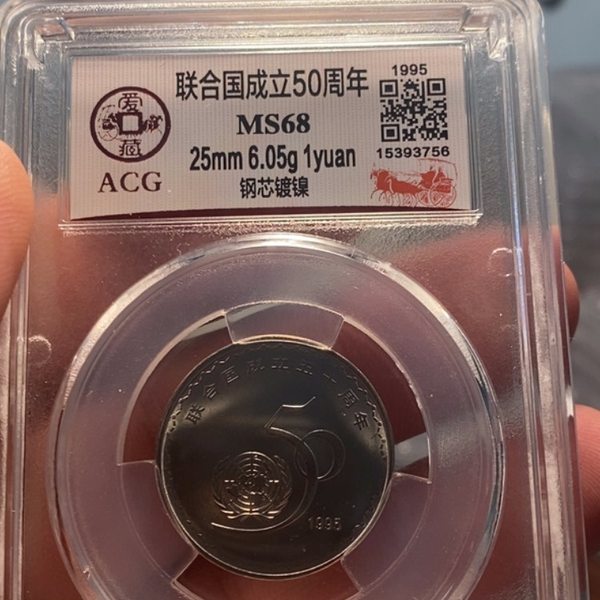 联合国成立50周年
1995
爱藏
MS68
25mm 6.05g 1yuan
15393756
ACG
钢芯镀镍
联合国成立五十周年
50
1995